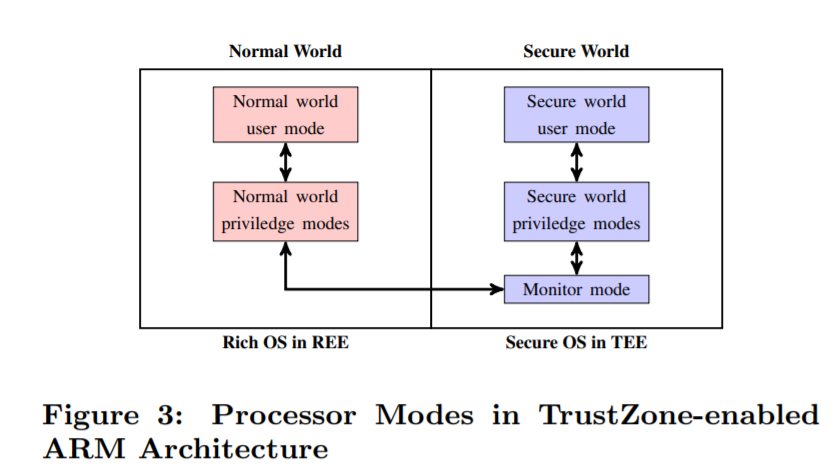 Normal World
Secure World
Normal world
user mode
Secure world
user mode
Normal world
priviledge modes
Secure world
priviledge modes
Monitor mode
Rich OS in REE
Secure OS in TEE
Figure 3: Processor Modes in TrustZone-enabled
ARM Architecture